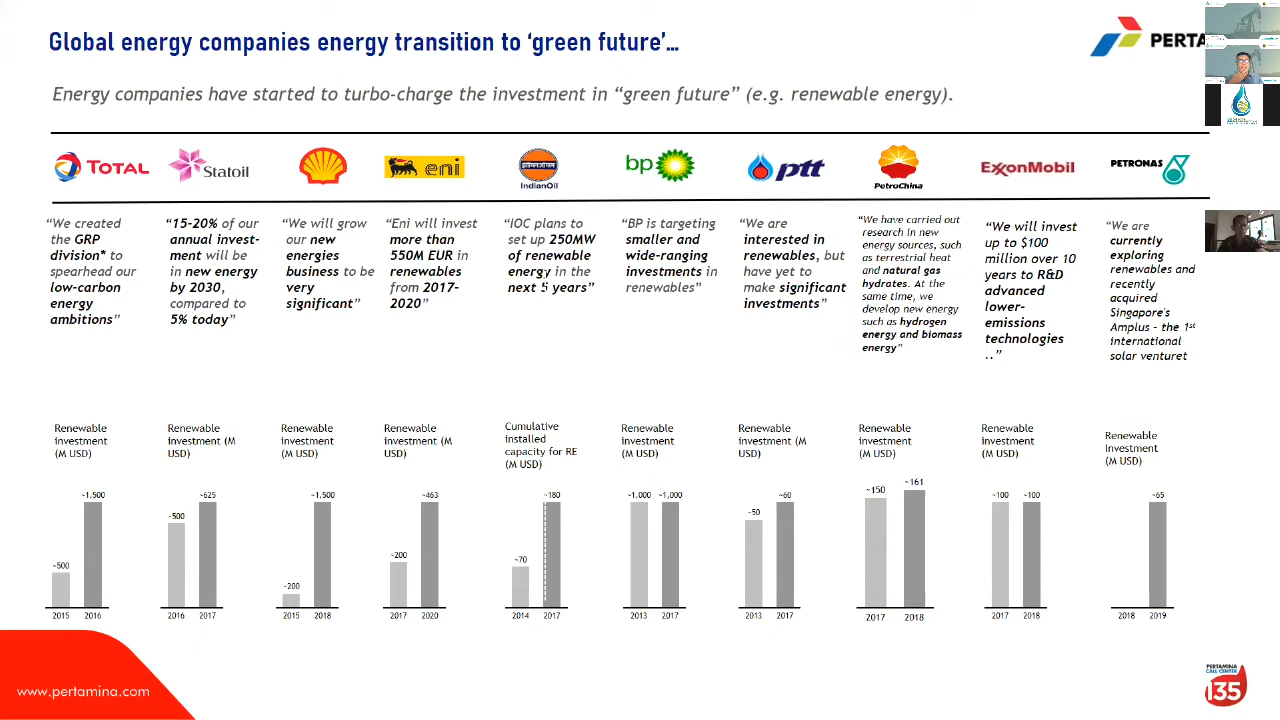 Global energy companies energy transition to ‘green future’…
PERTA
Energy companies have started to turbo-charge the investment in “green future” (e.g. renewable energy).
TOTAL
Statoil
eni
IndianOil
bp
ptt
PetroChina
ExxonMobil
PETRONAS
“We created
the GRP
division* to
spearhead our
low-carbon
energy
ambitions”
“15-20% of our
annual invest-
ment will be
in new energy
by 2030,
compared to
5% today”
“We will grow
our new
energies
business to be
very
significant”
“Eni will invest
more than
550M EUR in
renewables
from 2017-
2020”
“IOC plans to
set up 250MW
of renewable
energy in the
next 5 years”
“BP is targeting
smaller and
wide-ranging
investments in
renewables”
“We are
interested in
renewables, but
have yet to
make significant
investments”
“We have carried out
research in new
energy sources, such
as terrestrial heat
and natural gas
hydrates. At the
same time, we
develop new energy
such as hydrogen
energy and biomass
energy”
“We will invest
up to $100
million over 10
years to R&D
advanced
lower-
emissions
technologies
..”
“We are
currently
exploring
renewables and
recently
acquired
Singapore's
Amplus – the 1st
international
solar venturet
Renewable
investment
(M USD)
~500
~1,500
2015 2016
Renewable
investment (M
USD)
~500
~625
2016 2017
Renewable
investment
(M USD)
~200
~1,500
2015 2018
Renewable
investment (M
USD)
~200
~463
2017 2020
Cumulative
installed
capacity for RE
(M USD)
~70
~180
2014 2017
Renewable
investment
(M USD)
~1,000 ~1,000
2013 2017
Renewable
investment (M
USD)
~50
~60
2013 2017
Renewable
investment
(M USD)
~150
~161
2017 2018
Renewable
investment
(M USD)
~100 ~100
2017 2018
Renewable
investment
(M USD)
~65
2018 2019
www.pertamina.com
PERTAMINA
CALL CENTER
135